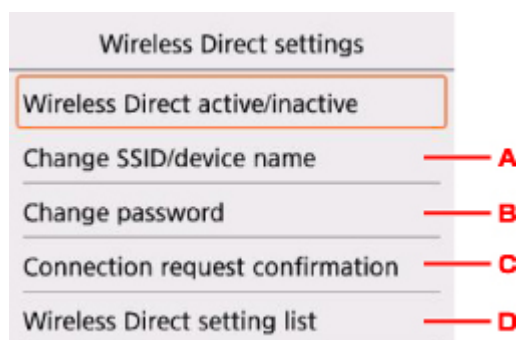 Wireless Direct settings
Wireless Direct active/inactive
Change SSID/device name A
Change password B
Connection request confirmation C
Wireless Direct setting list D